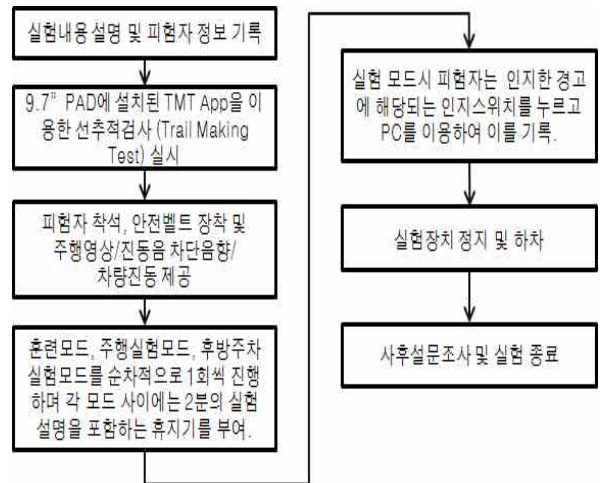 실험내용 설명 및 피험자 정보 기록
9.7" PAD에 설치된 TMT App을 이
용한 선추적검사 (Trail Making
Test) 실시
피험자 착석, 안전벨트 장착 및
주행영상/진동음 차단음향/
차량진동 제공
훈련모드, 주행실험모드, 후방주차
실험모드를 순차적으로 1회씩 진행
하며 각 모드 사이에는 2분의 실험
설명을 포함하는 휴지기를 부여.
실험 모드시 피험자는 인지한 경고
에 해당되는 인지스위치를 누르고
PC를 이용하여 이를 기록.
실험장치 정지 및 하차
사후설문조사 및 실험 종료